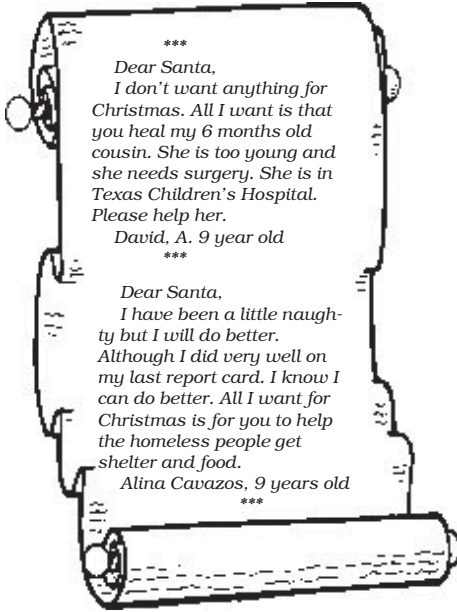 ***
Dear Santa,
I don't want anything for
Christmas. All I want is that
you heal my 6 months old
cousin. She is too young and
she needs surgery. She is in
Texas Children's Hospital.
Please help her.
David, A. 9 year old
***
Dear Santa,
I have been a little naugh-
ty but I will do better.
Although I did very well on
my last report card. I know I
can do better. All I want for
Christmas is for you to help
the homeless people get
shelter and food.
Alina Cavazos, 9 years old
***